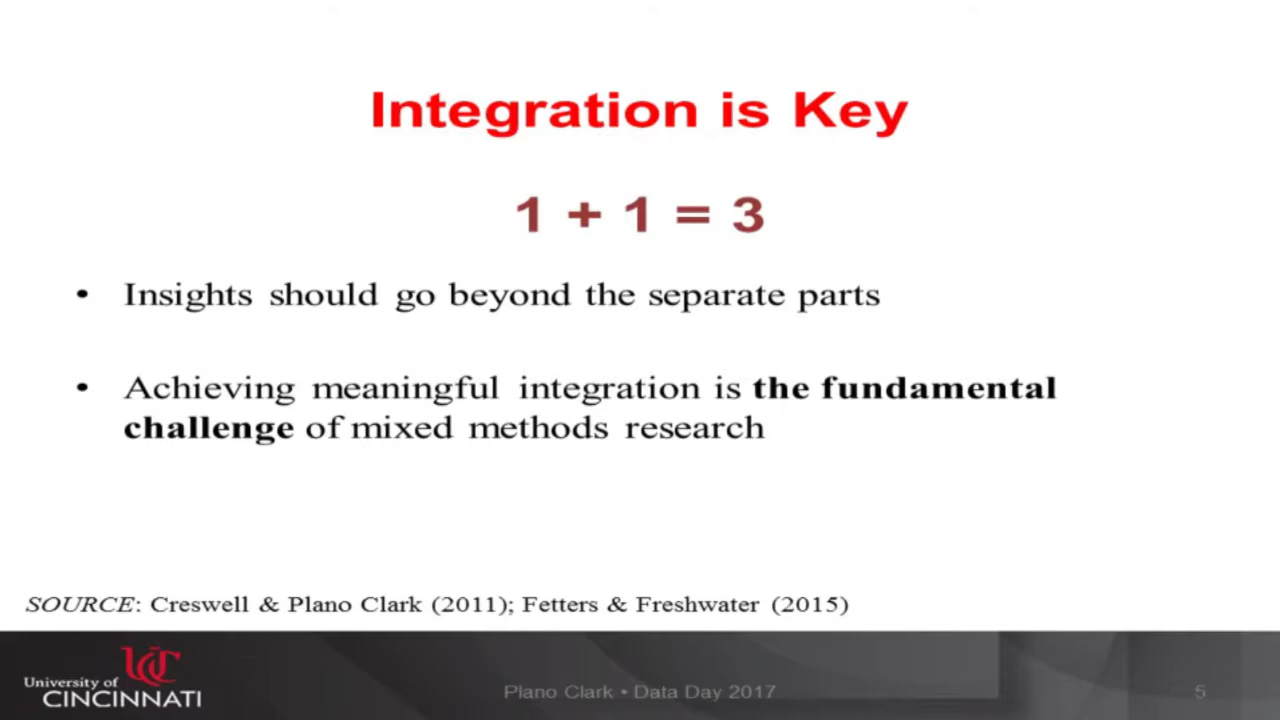 Integration is Key
1 + 1 = 3
• Insights should go beyond the separate parts
• Achieving meaningful integration is the fundamental
challenge of mixed methods research
SOURCE: Creswell & Plano Clark (2011); Fetters & Freshwater (2015)
UC
University of
CINCINNATI
Plano Clark • Data Day 2017
5